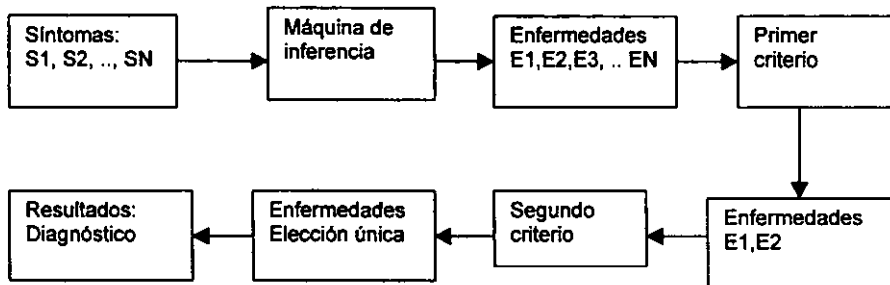 Síntomas:
S1, S2, .., SN
Máquina de
inferencia
Enfermedades
E1,E2,E3, .. EN
Primer
criterio
Enfermedades
E1,E2
Segundo
criterio
Enfermedades
Elección única
Resultados:
Diagnóstico